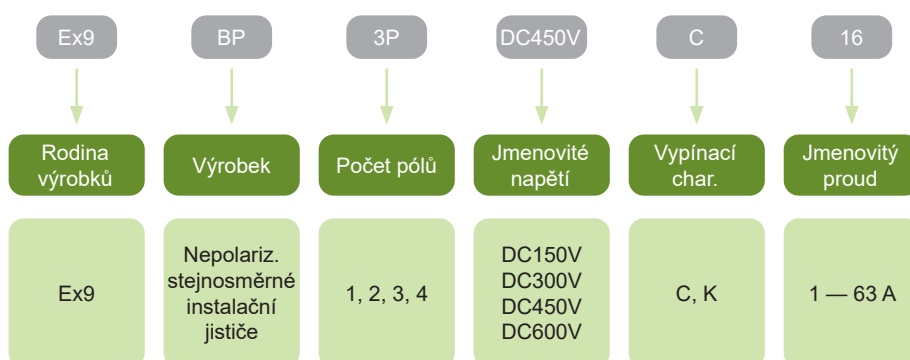 Ex9
BP
3P
DC450V
C
16
Rodina
výrobků
Výrobek
Počet pólů
Jmenovité
napětí
Vypínací
char.
Jmenovitý
proud
Ex9
Nepolariz.
stejnosměrné
instalační
jističe
1, 2, 3, 4
DC150V
DC300V
DC450V
DC600V
C, K
1 — 63 A